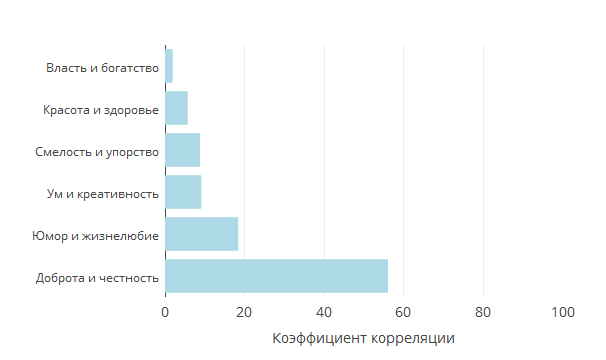 Власть и богатство
Красота и здоровье
Смелость и упорство
Ум и креативность
Юмор и жизнелюбие
Доброта и честность
0 20 40 60 80 100
Коэффициент корреляции